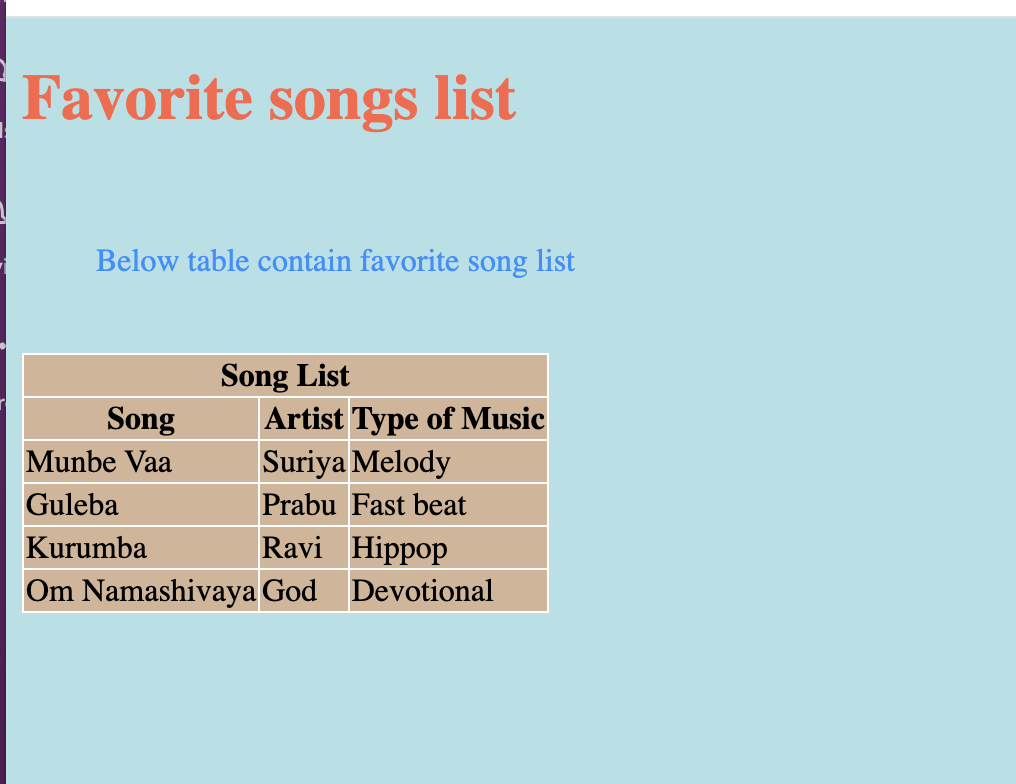 Favorite songs list
Below table contain favorite song list
Song List
Song Artist Type of Music
Munbe Vaa Suriya Melody
Guleba Prabu Fast beat
Kurumba Ravi Hippop
Om Namashivaya God Devotional